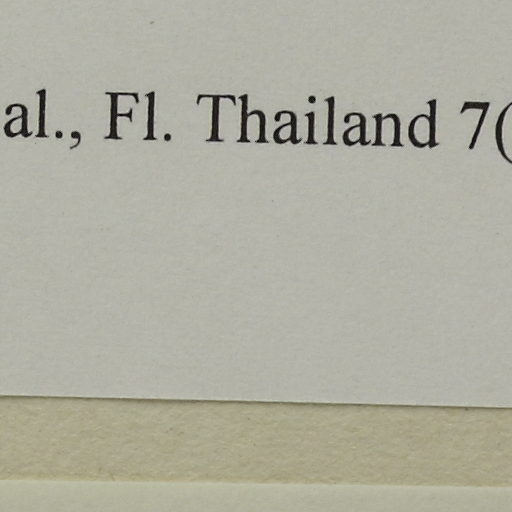 al., Fl. Thailand 7(